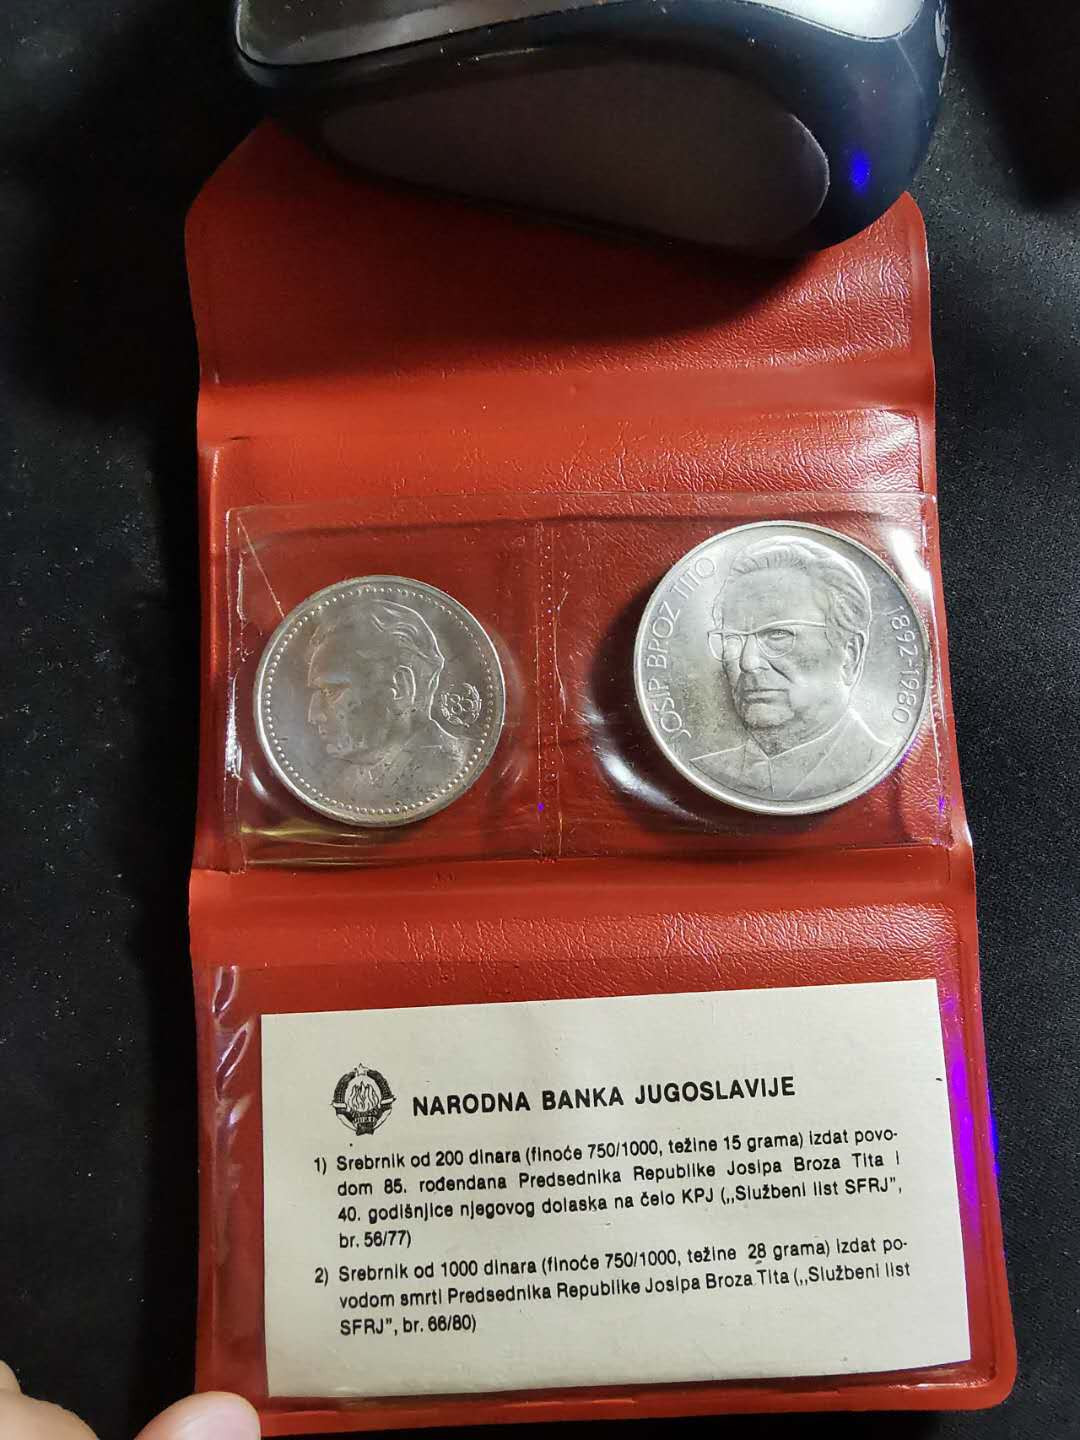 JOSIP BROZ TITO
1892-1980
85
NARODNA BANKA JUGOSLAVIJE
1) Srebrnik od 200 dinara (finoće 750/1000, težine 15 grama) izdat povo-
dom 85. rođendana Predsednika Republike Josipa Broza Tita i
40. godišnjice njegovog dolaska na čelo KPJ (,,Službeni list SFRJ”,
br. 56/77)
2) Srebrnik od 1000 dinara (finoće 750/1000, težine 28 grama) izdat po-
vodom smrti Predsednika Republike Josipa Broza Tita (,,Službeni list
SFRJ”, br. 66/80)